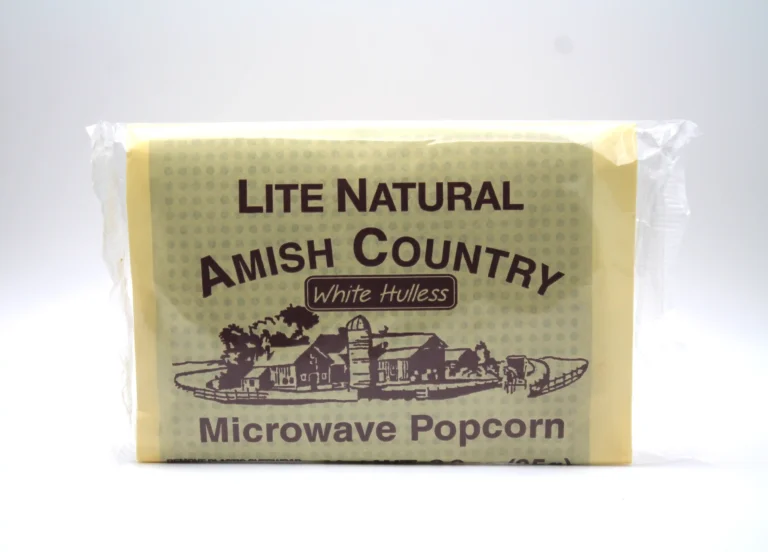 LITE NATURAL
AMISH COUNTRY
White Hulless
Microwave Popcorn